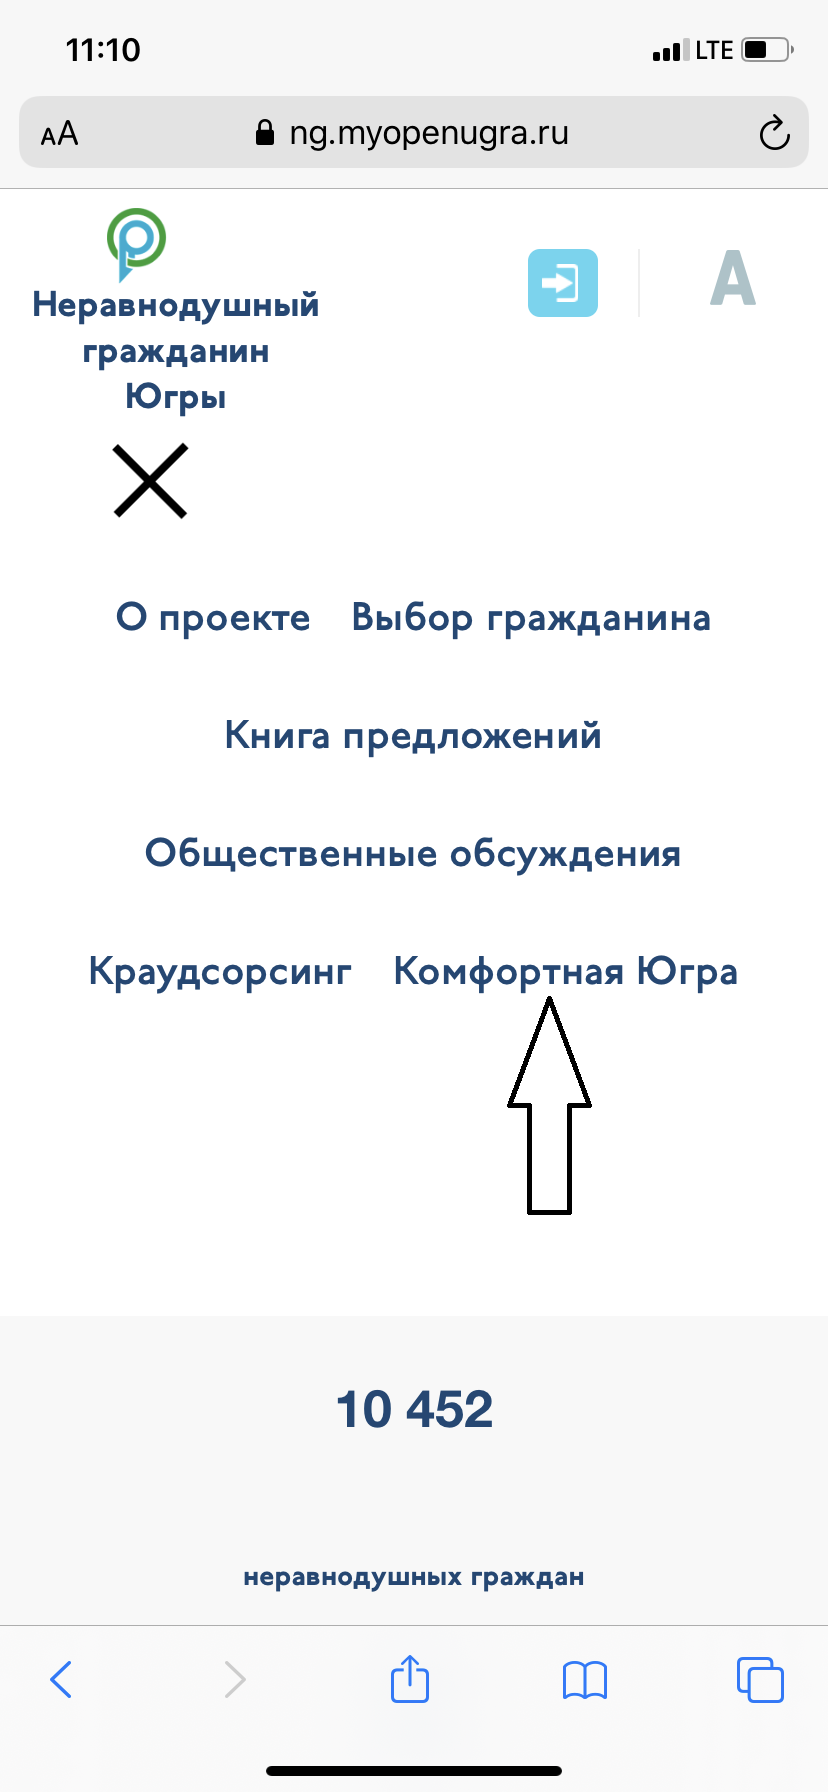 11:10 LTE
AA ng.myopenugra.ru
Неравнодушный
гражданин
Югры
A
О проекте Выбор гражданина
Книга предложений
Общественные обсуждения
Краудсорсинг Комфортная Югра
10 452
неравнодушных граждан